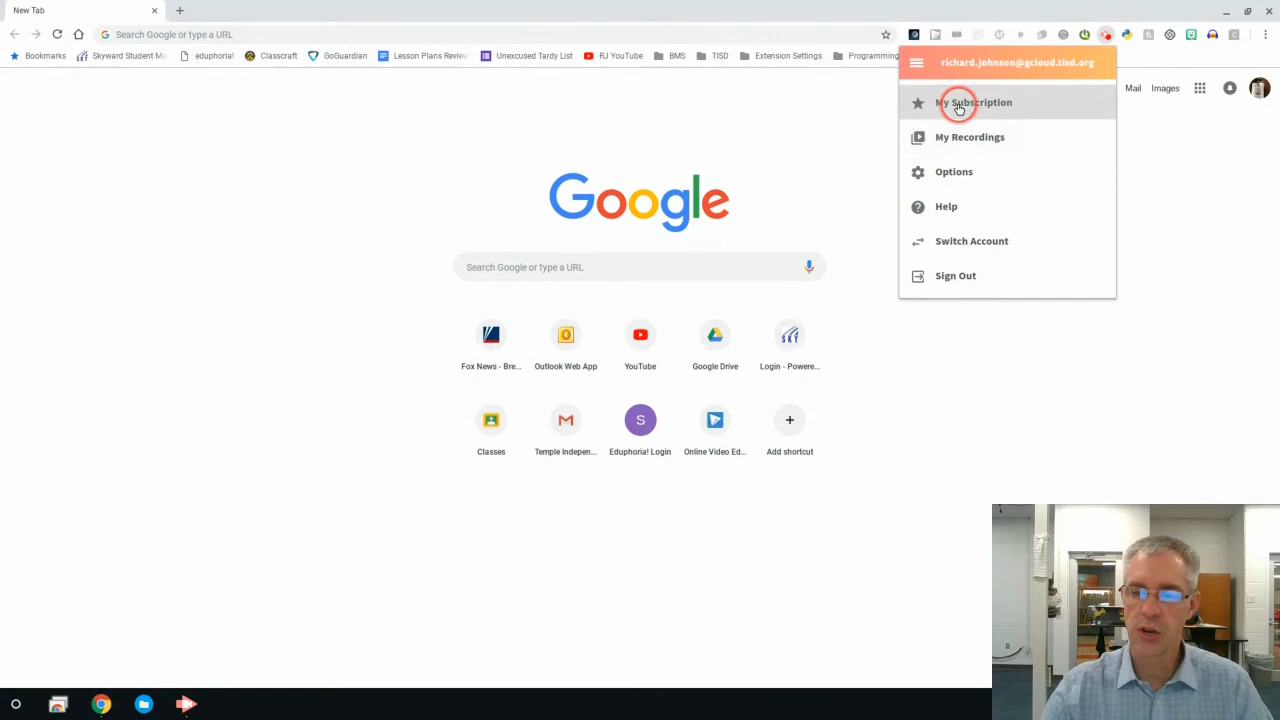 New Tab
Search Google or type a URL
Bookmarks Skyward Student M eduphoria! Classcraft GoGuardian Lesson Plans Revie Unexcused Tardy List RJ YouTube BMS TISD Extension Settings Programming
richard.johnson@gcloud.tisd.org
My Subscription
My Recordings
Options
Help
Switch Account
Sign Out
Mail Images
Google
Search Google or type a URL
SKY
Fox News - Bre... Outlook Web App YouTube Google Drive Login - Powere...
S
Classes Temple Indepen... Eduphoria! Login Online Video Ed... Add shortcut